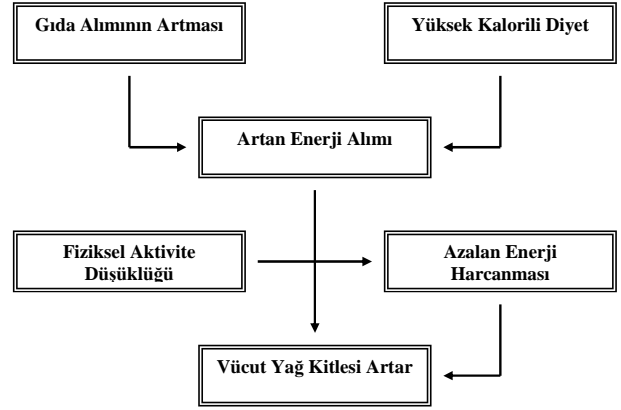 Gıda Alımının Artması
Yüksek Kalorili Diyet
Artan Enerji Alımı
Fiziksel Aktivite
Düşüklüğü
Azalan Enerji
Harcanması
Vücut Yağ Kitlesi Artar